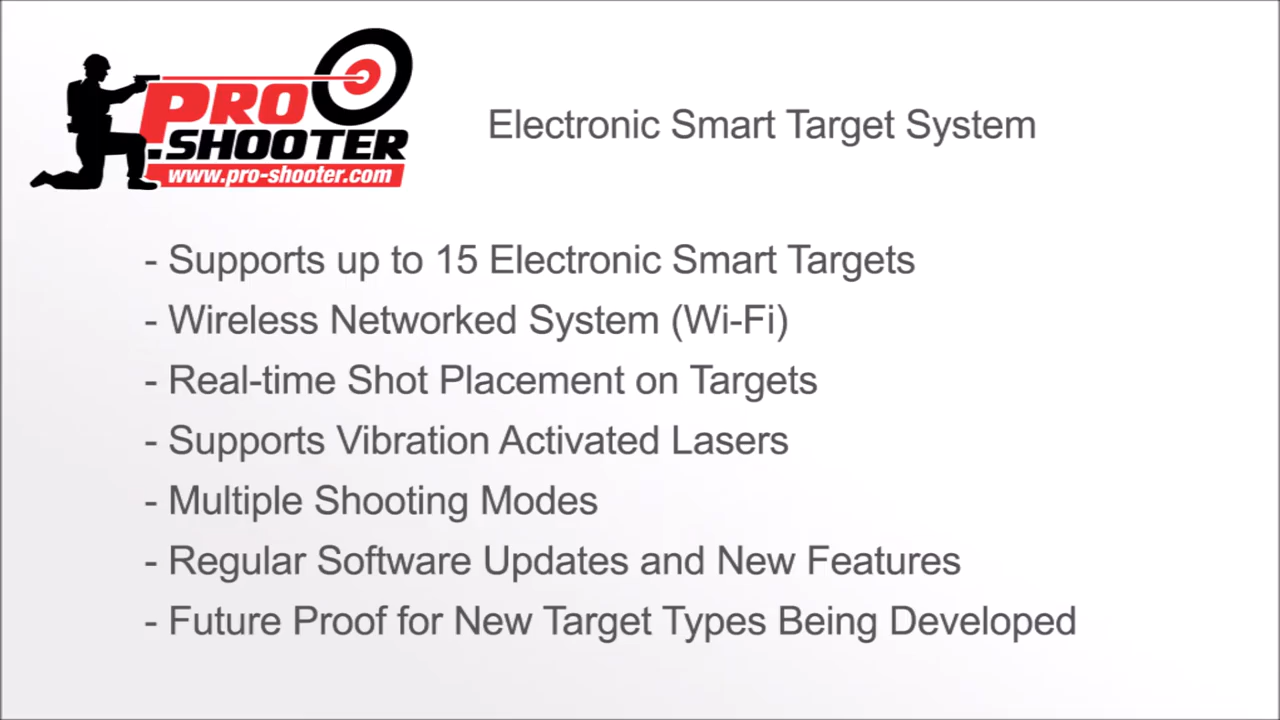 PRO
SHOOTER
www.pro-shooter.com
Electronic Smart Target System
- Supports up to 15 Electronic Smart Targets
- Wireless Networked System (Wi-Fi)
- Real-time Shot Placement on Targets
- Supports Vibration Activated Lasers
- Multiple Shooting Modes
- Regular Software Updates and New Features
- Future Proof for New Target Types Being Developed